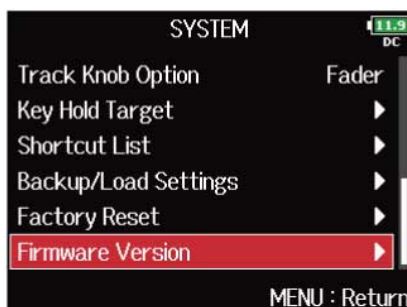 SYSTEM
11.9
DC
Track Knob Option Fader
Key Hold Target
Shortcut List
Backup/Load Settings
Factory Reset
Firmware Version
MENU : Return